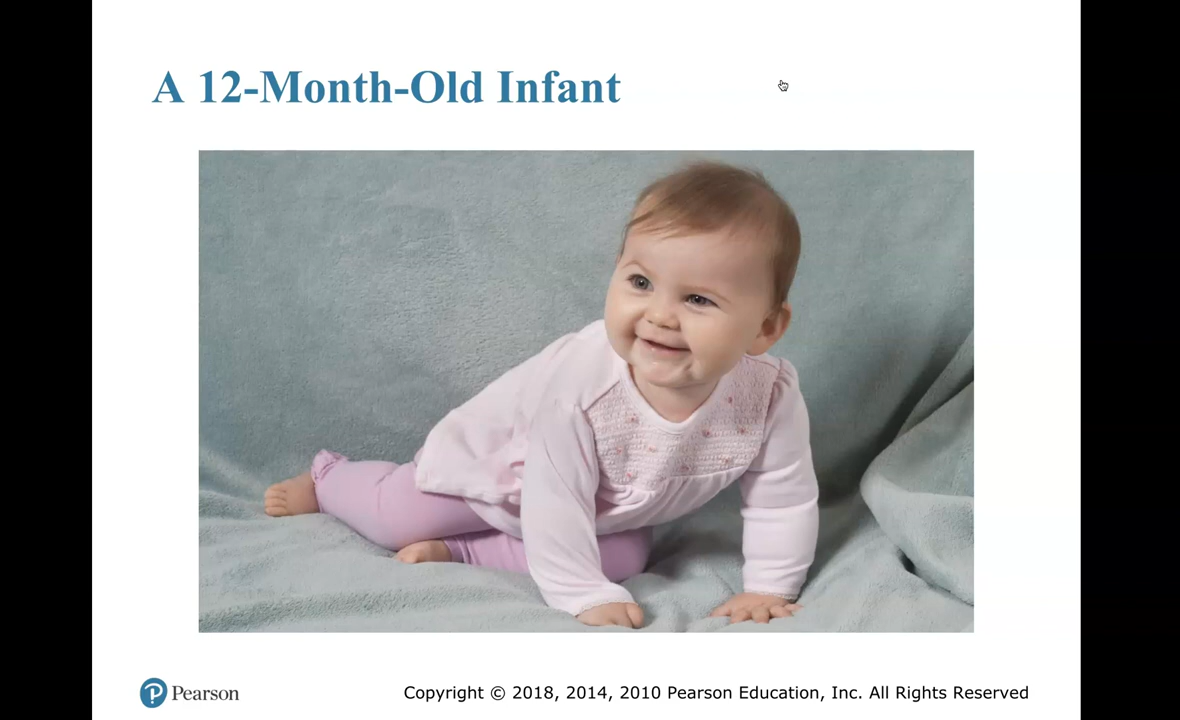 A 12-Month-Old Infant
Pearson
Copyright © 2018, 2014, 2010 Pearson Education, Inc. All Rights Reserved